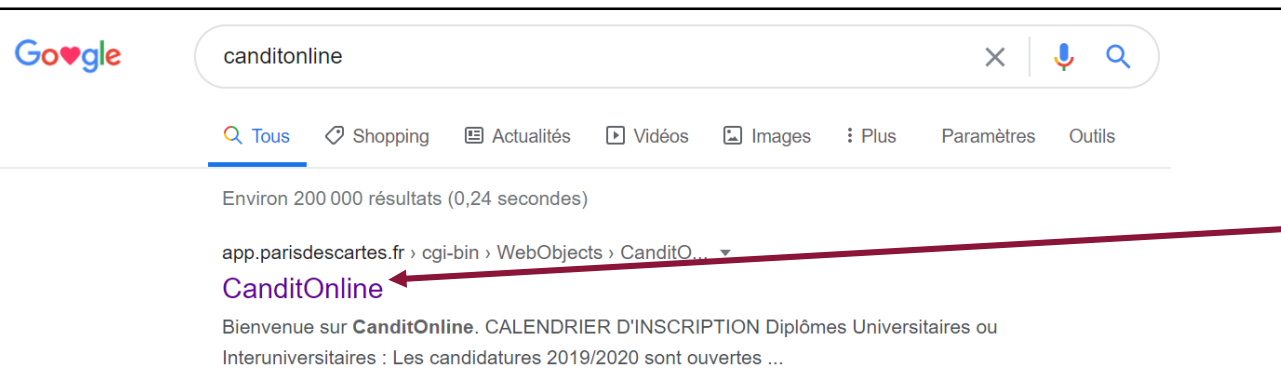 Go♥gle
canditonline
Tous Shopping Actualités Vidéos Images Plus Paramètres Outils
Environ 200 000 résultats (0,24 secondes)
app.parisdescartes.fr › cgi-bin › WebObjects › CanditO...
CanditOnline
Bienvenue sur CanditOnline. CALENDRIER D'INSCRIPTION Diplômes Universitaires ou
Interuniversitaires : Les candidatures 2019/2020 sont ouvertes ...